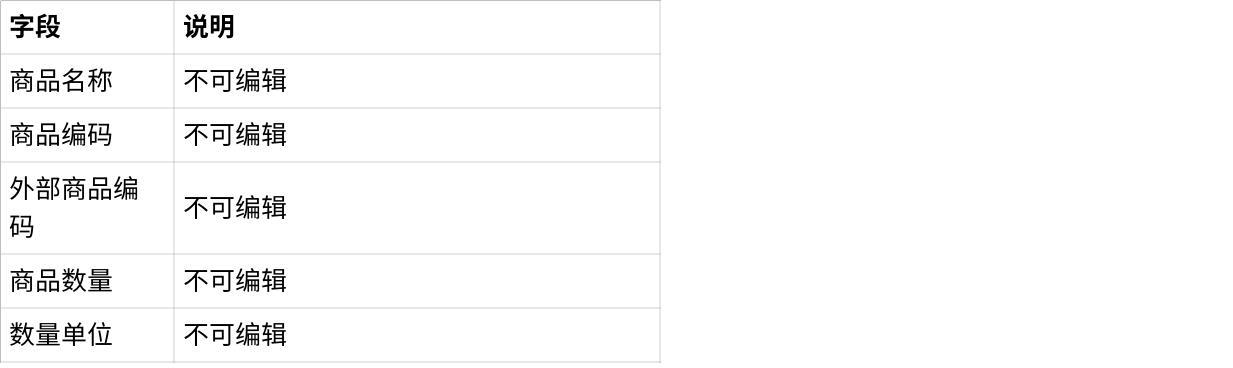 字段 说明
商品名称 不可编辑
商品编码 不可编辑
外部商品编
码 不可编辑
商品数量 不可编辑
数量单位 不可编辑